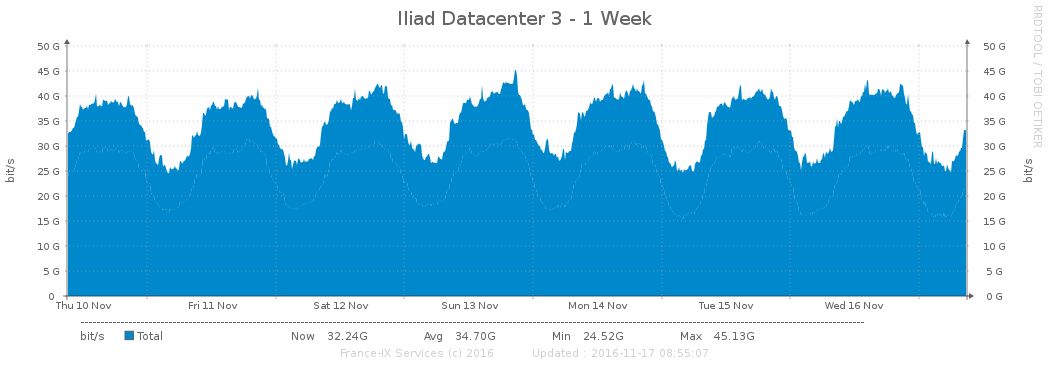 Iliad Datacenter 3 - 1 Week
RRDTOOL / TOBI OETIKER
50 G 50 G
45 G 45 G
40 G 40 G
35 G 35 G
30 G 30 G
25 G 25 G
20 G 20 G
15 G 15 G
10 G 10 G
5 G 5 G
0 0 G
bit/s
bit/s
Thu 10 Nov Fri 11 Nov Sat 12 Nov Sun 13 Nov Mon 14 Nov Tue 15 Nov Wed 16 Nov
bit/s Total Now 32.24G Avg 34.70G Min 24.52G Max 45.13G
France-IX Services (c) 2016 Updated : 2016-11-17 08:55:07